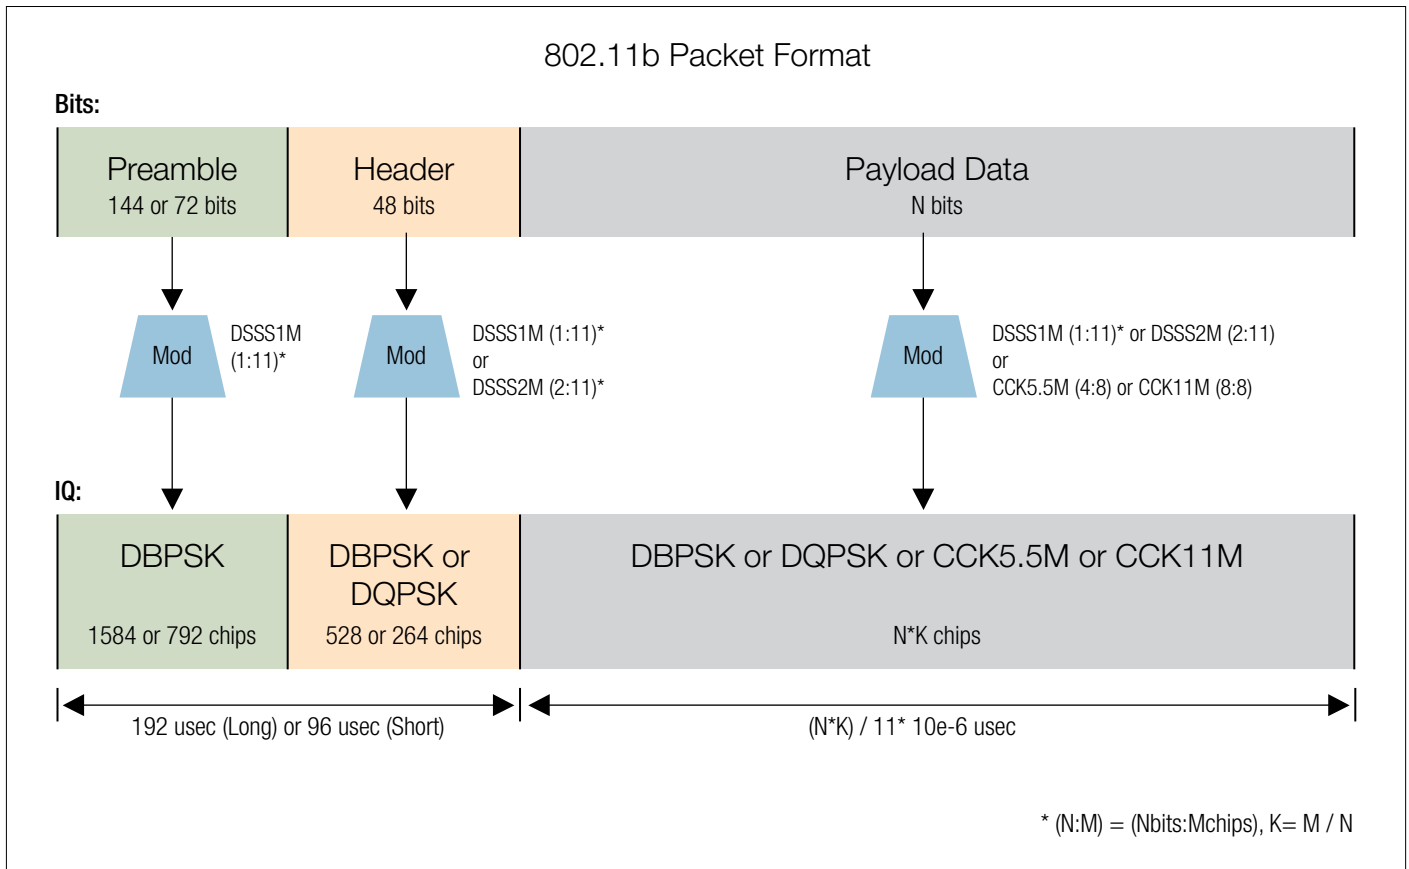 802.11b Packet Format
Bits:
Preamble
144 or 72 bits
Header
48 bits
Payload Data
N bits
Mod
DSSS1M
(1:11)*
Mod
DSSS1M (1:11)*
or
DSSS2M (2:11)*
Mod
DSSS1M (1:11)* or DSSS2M (2:11)
or
CCK5.5M (4:8) or CCK11M (8:8)
IQ:
DBPSK
1584 or 792 chips
DBPSK or
DQPSK
528 or 264 chips
DBPSK or DQPSK or CCK5.5M or CCK11M
N*K chips
192 usec (Long) or 96 usec (Short)
(N*K) / 11* 10e-6 usec
* (N:M) = (Nbits:Mchips), K= M / N